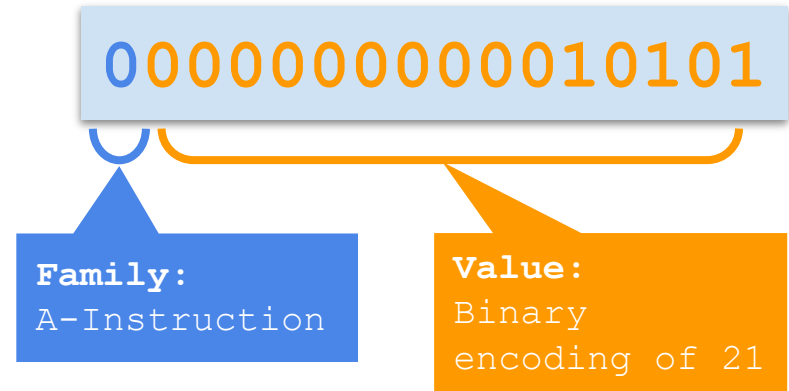 0000000000010101
Family:
A-Instruction
Value:
Binary
encoding of 21